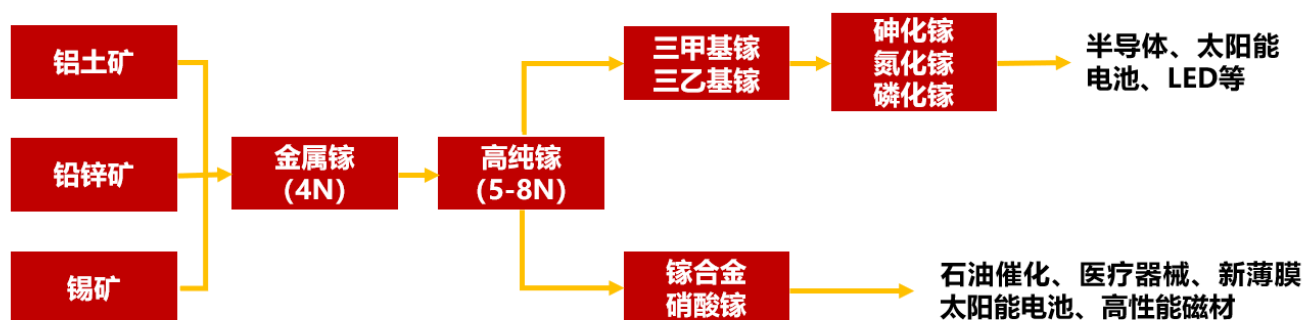 铝土矿
铅锌矿
锡矿
金属镓
（4N）
高纯镓
（5-8N）
三甲基镓
三乙基镓
砷化镓
氮化镓
磷化镓
半导体、太阳能
电池、LED等
镓合金
硝酸镓
石油催化、医疗器械、新薄膜
太阳能电池、高性能磁材